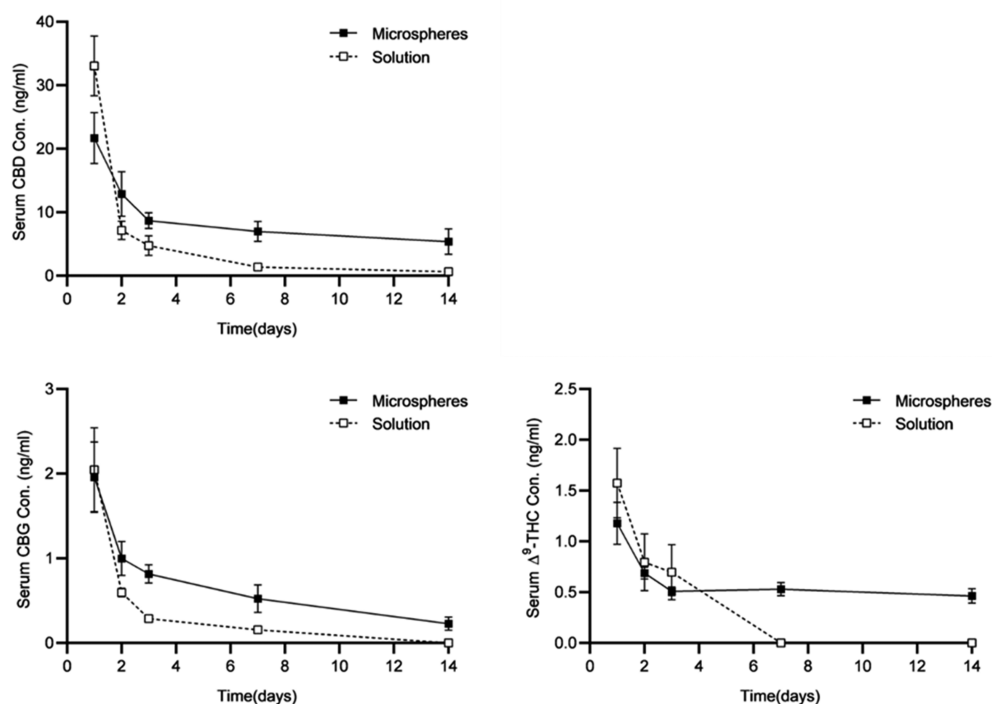 Serum CBD Con. (ng/ml)
40
30
20
10
0
Microspheres
Solution
0 2 4 6 8 10 12 14
Time(days)
Serum CBG Con. (ng/ml)
3
2
1
0
Microspheres
Solution
0 2 4 6 8 10 12 14
Time(days)
Serum Δ⁹-THC Con. (ng/ml)
2.5
2.0
1.5
1.0
0.5
0.0
Microspheres
Solution
0 2 4 6 8 10 12 14
Time(days)